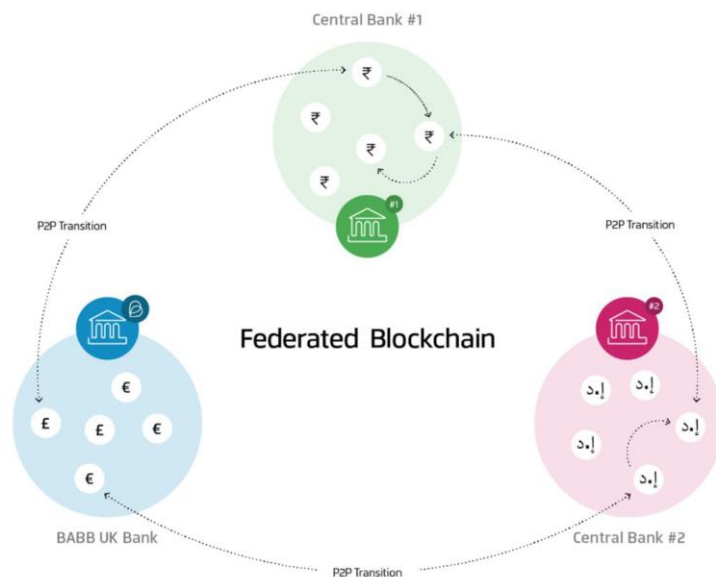 Central Bank #1
₹
₹
₹
₹
₹
#1
P2P Transition
P2P Transition
Federated Blockchain
#2
€
£
£
€
€
د.إ
د.إ
د.إ
د.إ
د.إ
BABB UK Bank
Central Bank #2
P2P Transition